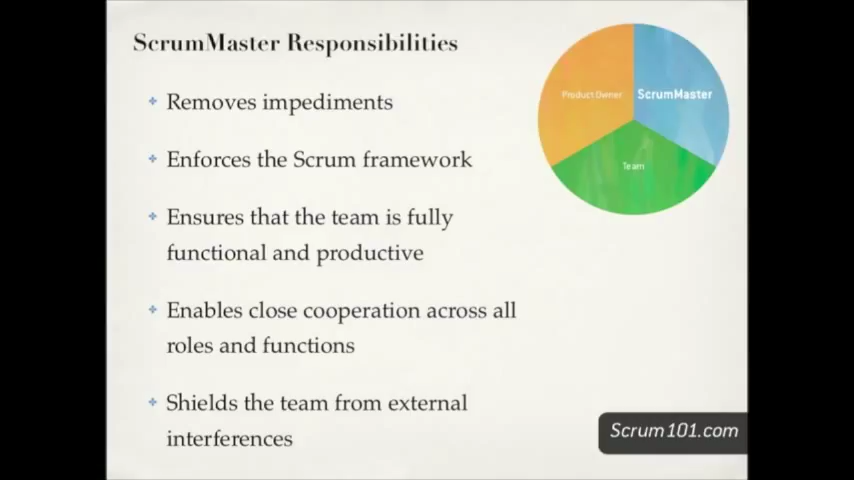 ScrumMaster Responsibilities
Removes impediments
Enforces the Scrum framework
Ensures that the team is fully
functional and productive
Enables close cooperation across all
roles and functions
Shields the team from external
interferences
Product Owner
ScrumMaster
Team
Scrum101.com